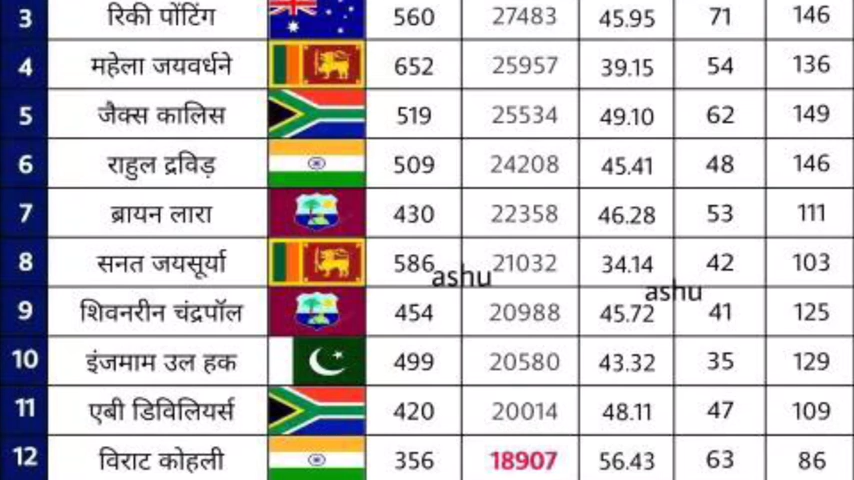 3 रिकी पोंटिंग 560 27483 45.95 71 146
4 महेला जयवर्धने 652 25957 39.15 54 136
5 जैक्स कालिस 519 25534 49.10 62 149
6 राहुल द्रविड़ 509 24208 45.41 48 146
7 ब्रायन लारा 430 22358 46.28 53 111
8 सनत जयसूर्या 586 21032 34.14 42 103
ashu
ashu
9 शिवनरीन चंद्रपॉल 454 20988 45.72 41 125
10 इंजमाम उल हक 499 20580 43.32 35 129
11 एबी डिविलियर्स 420 20014 48.11 47 109
12 विराट कोहली 356 18907 56.43 63 86